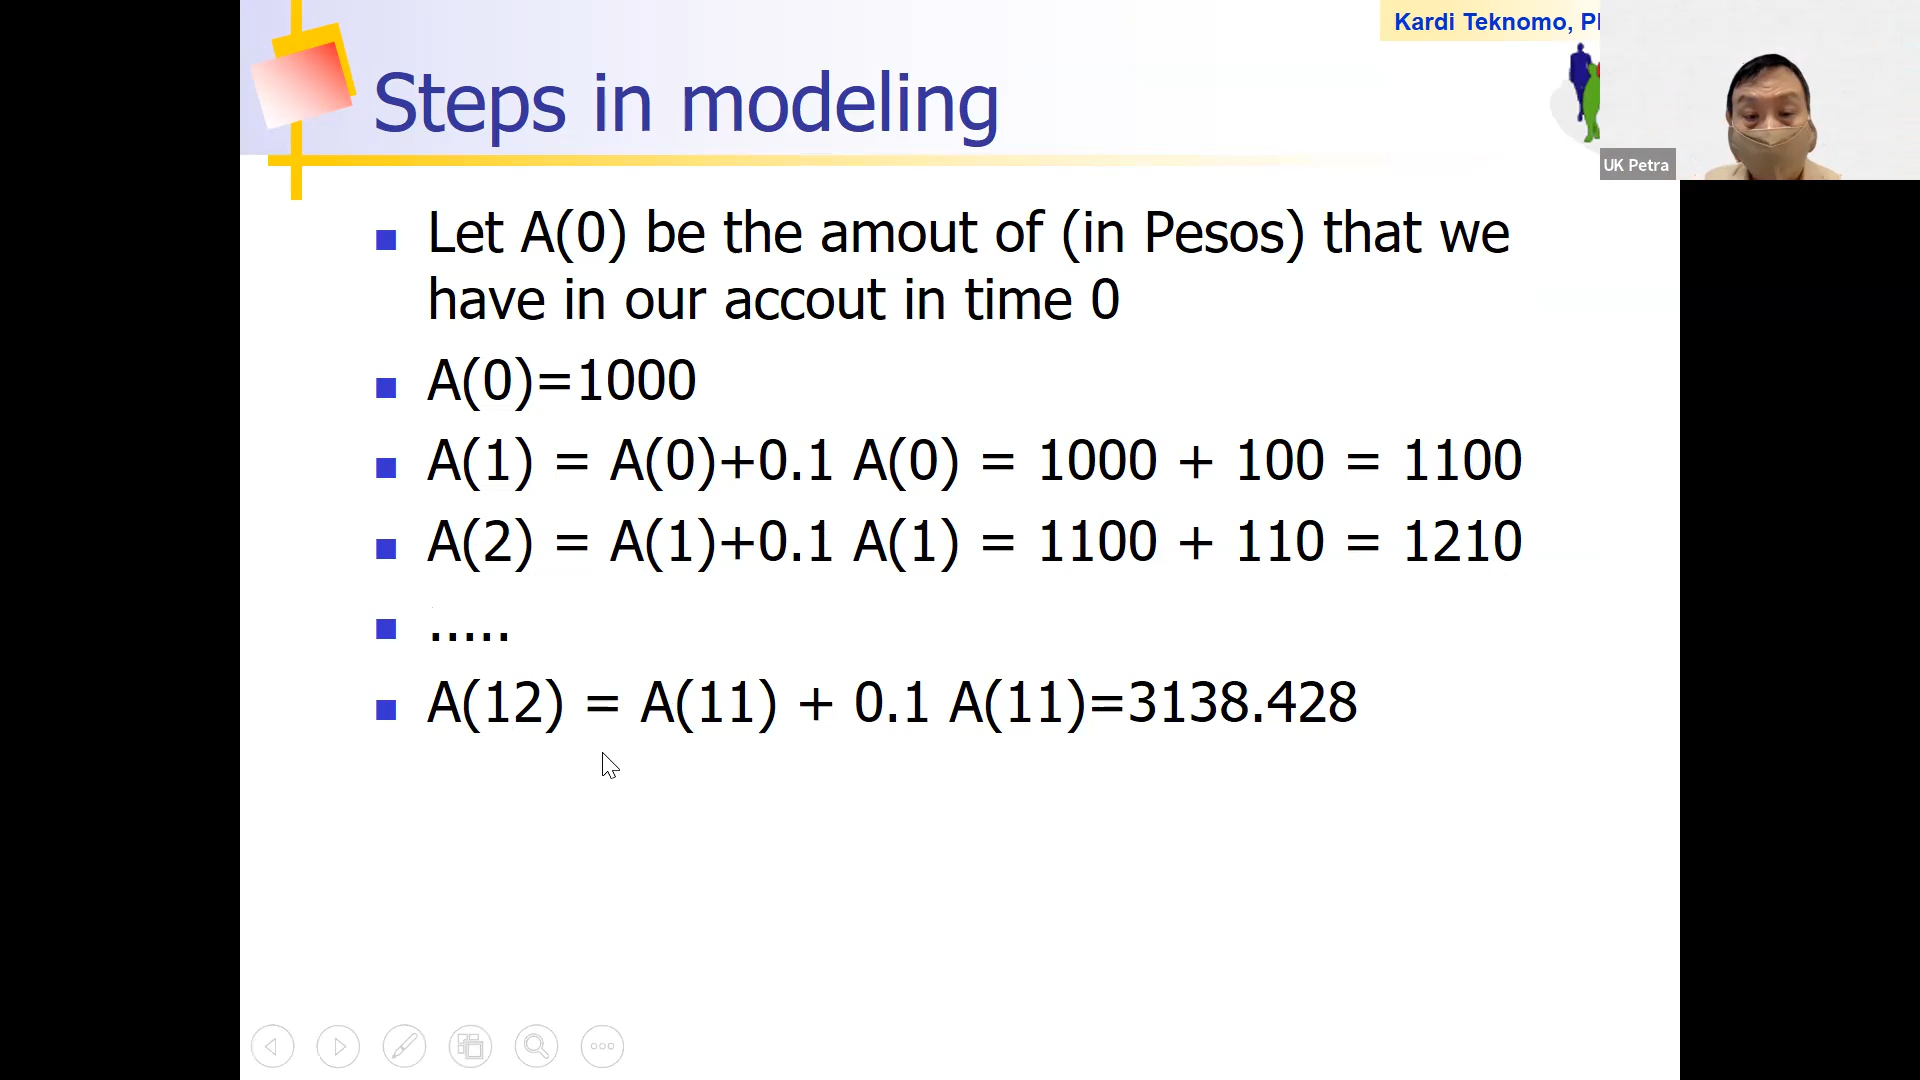 Kardi Teknomo, P
UK Petra
Steps in modeling
Let A(0) be the amout of (in Pesos) that we
have in our accout in time 0
A(0)=1000
A(1) = A(0)+0.1 A(0) = 1000 + 100 = 1100
A(2) = A(1)+0.1 A(1) = 1100 + 110 = 1210
.....
A(12) = A(11) + 0.1 A(11)=3138.428